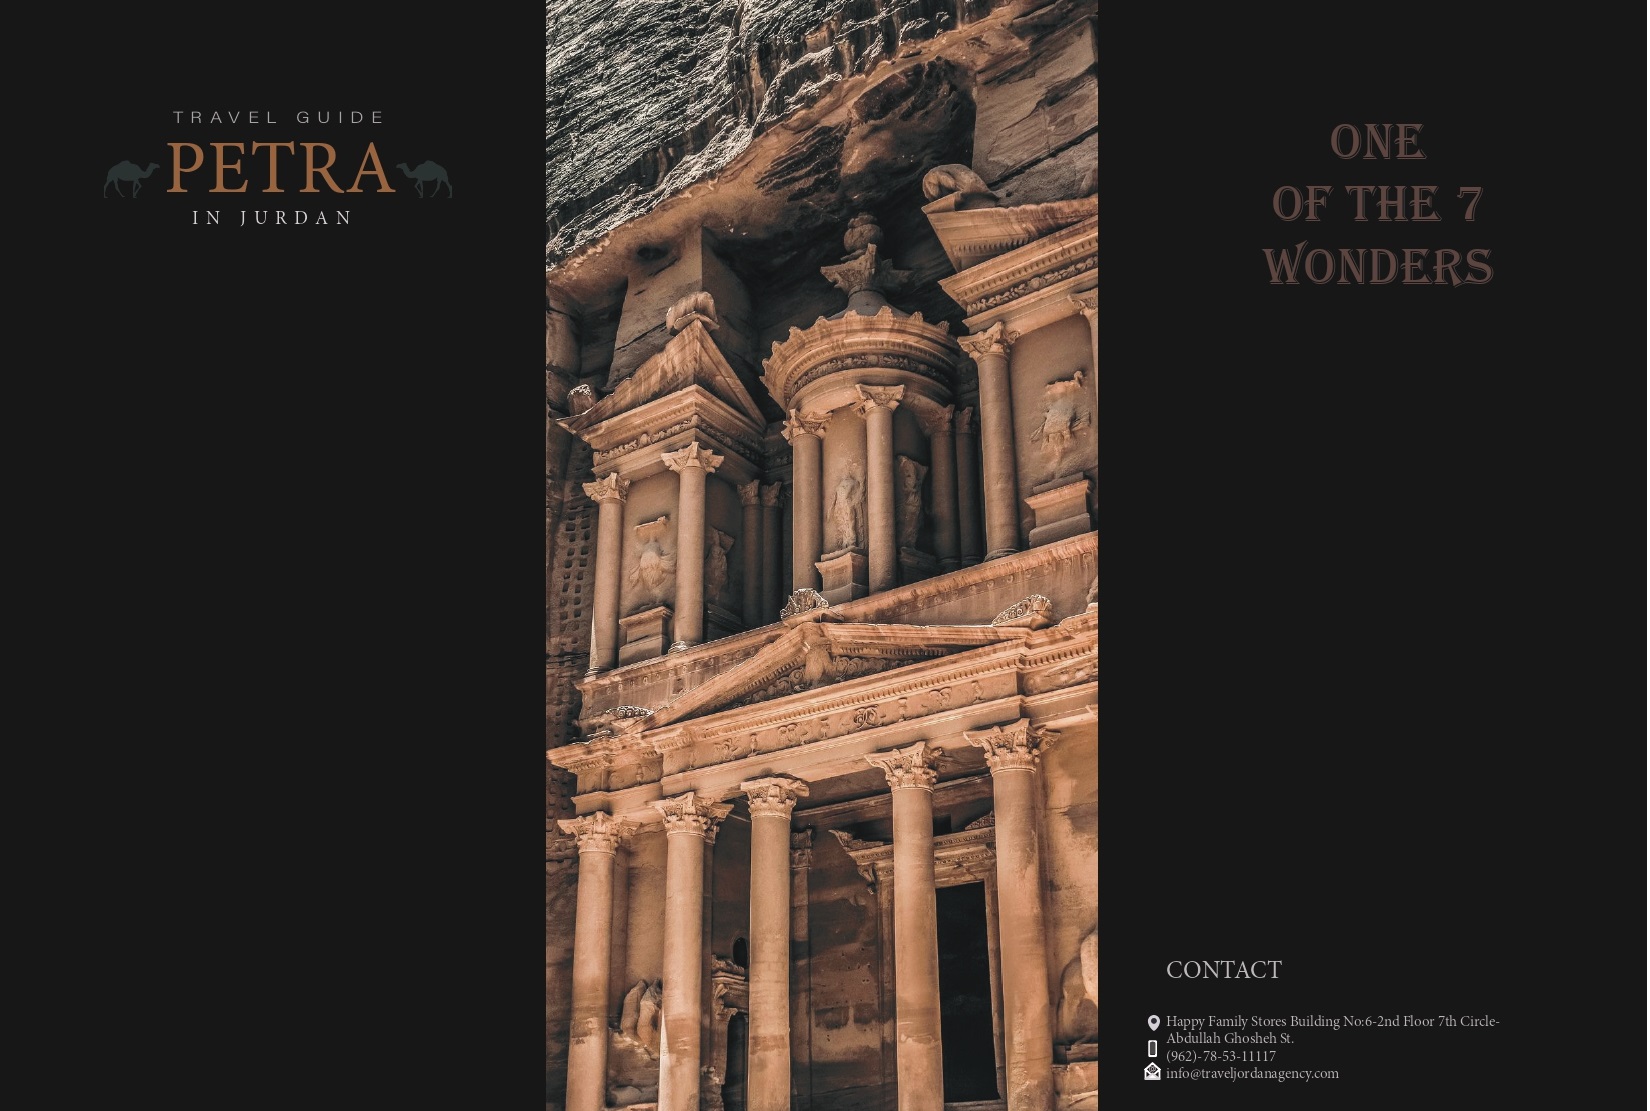 TRAVEL GUIDE
PETRA
IN JURDAN
ONE
OF THE 7
WONDERS
CONTACT
Happy Family Stores Building No:6-2nd Floor 7th Circle-
Abdullah Ghosheh St.
(962)-78-53-11117
info@traveljordanagency.com